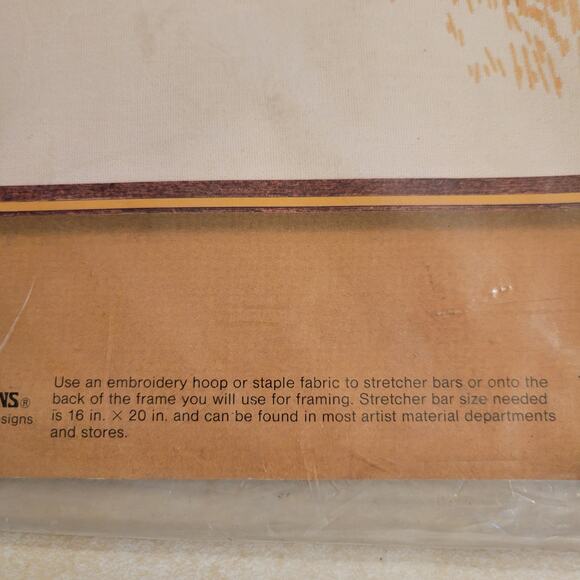 NS®
esigns
Use an embroidery hoop or staple fabric to stretcher bars or onto the
back of the frame you will use for framing. Stretcher bar size needed
is 16 in. × 20 in. and can be found in most artist material departments
and stores.